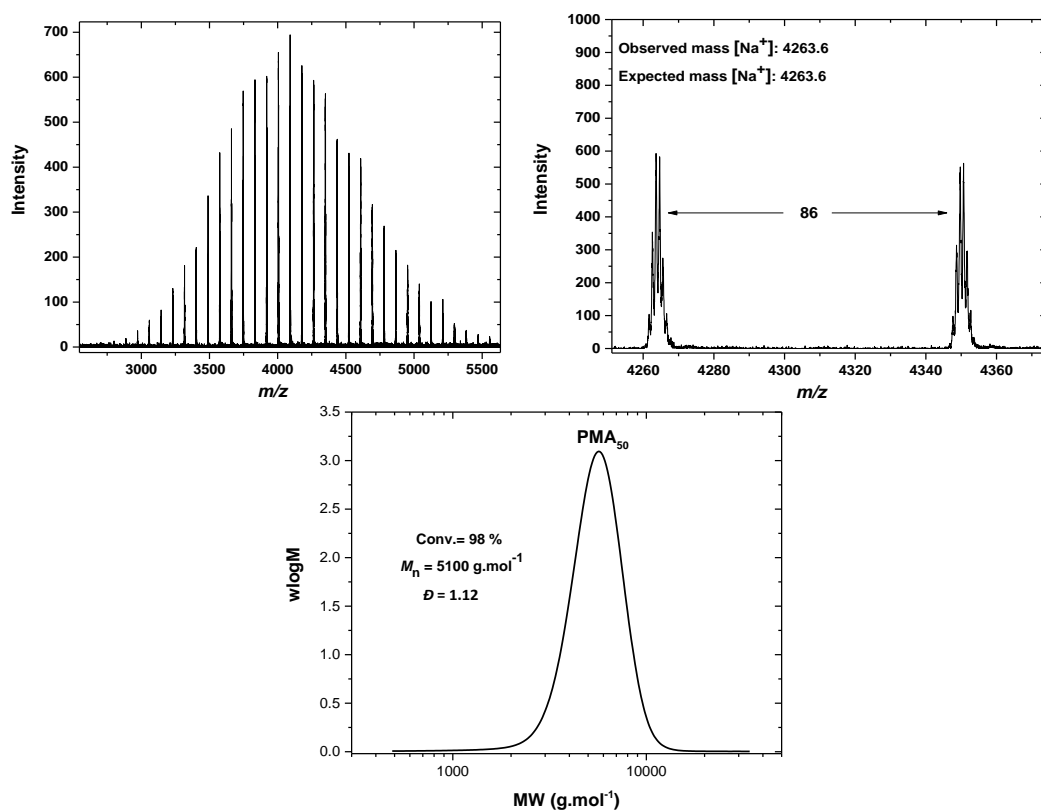 700
600
500
400
300
200
100
0
Intensity
3000 3500 4000 4500 5000 5500
m/z
1000
900
800
700
600
500
400
300
200
100
0
Intensity
Observed mass [Na⁺]: 4263.6
Expected mass [Na⁺]: 4263.6
86
4260 4280 4300 4320 4340 4360
m/z
3.5
3.0
2.5
2.0
1.5
1.0
0.5
0.0
wlogM
PMA₅₀
Conv.= 98 %
Mₙ = 5100 g.mol⁻¹
Đ = 1.12
1000 10000
MW (g.mol⁻¹)